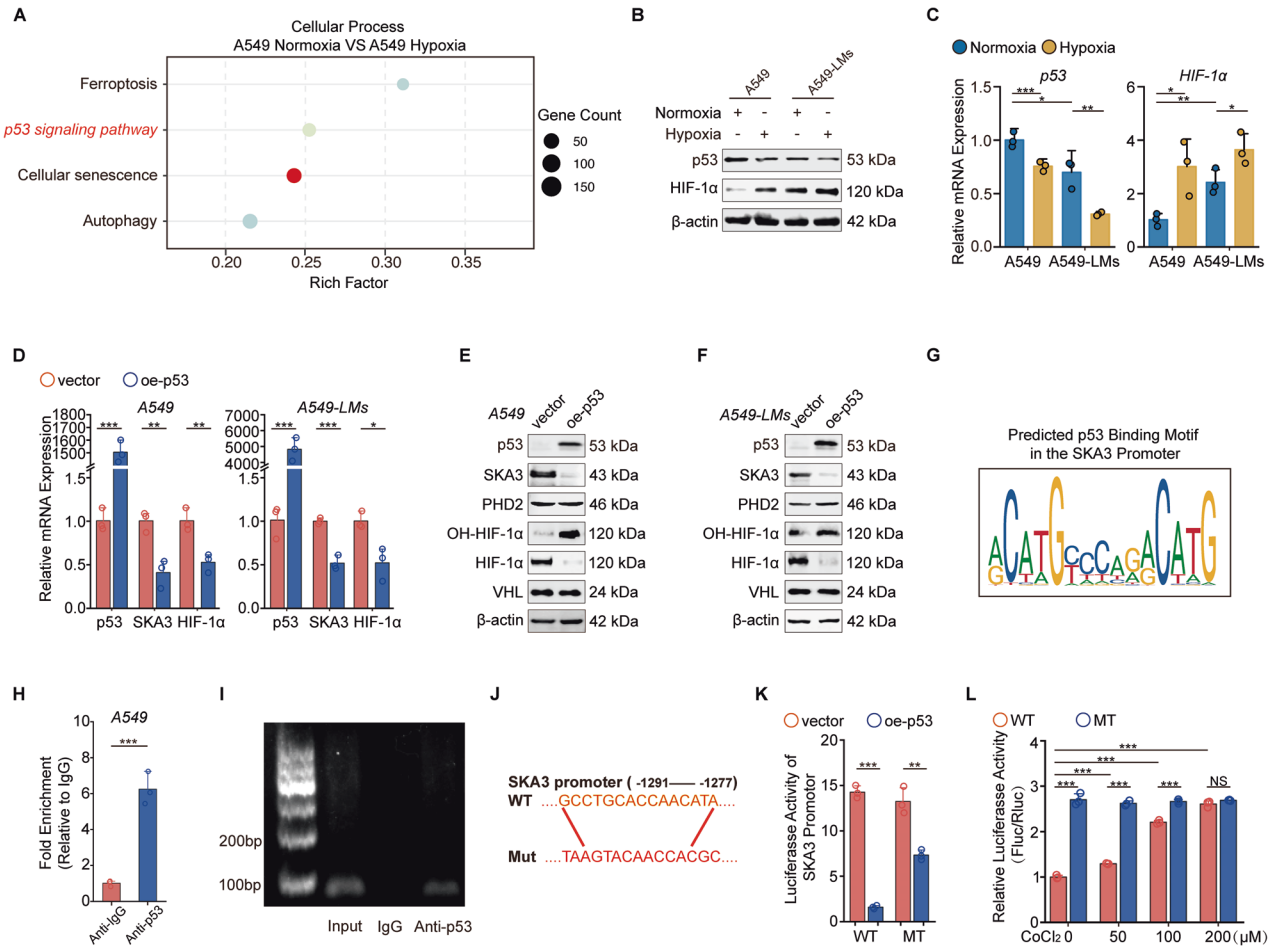 A
Cellular Process
A549 Normoxia VS A549 Hypoxia
Ferroptosis
p53 signaling pathway
Cellular senescence
Autophagy
0.20 0.25 0.30 0.35
Rich Factor
Gene Count
50
100
150
B
A549 A549-LMs
Normoxia + - + -
Hypoxia - + - +
p53 53 kDa
HIF-1α 120 kDa
β-actin 42 kDa
C
Normoxia Hypoxia
p53 HIF-1α
Relative mRNA Expression
1.5 6
1.0 4
0.5 2
0.0 0
*** * ** * ** *
A549 A549-LMs A549 A549-LMs
D
vector oe-p53
A549 A549-LMs
Relative mRNA Expression
1800 7000
1700 6000
1600 5000
1500 4000
1400
1.5 1.5
1.0 1.0
0.5 0.5
0.0 0.0
*** ** ** *** *** *
p53 SKA3 HIF-1α p53 SKA3 HIF-1α
E
A549 vector oe-p53
p53 53 kDa
SKA3 43 kDa
PHD2 46 kDa
OH-HIF-1α 120 kDa
HIF-1α 120 kDa
VHL 24 kDa
β-actin 42 kDa
F
A549-LMs vector oe-p53
p53 53 kDa
SKA3 43 kDa
PHD2 46 kDa
OH-HIF-1α 120 kDa
HIF-1α 120 kDa
VHL 24 kDa
β-actin 42 kDa
G
Predicted p53 Binding Motif
in the SKA3 Promoter
H
A549
Fold Enrichment
(Relative to IgG)
10
8
6
4
2
0
***
Anti-IgG Anti-p53
I
200bp
100bp
Input IgG Anti-p53
J
SKA3 promoter ( -1291 -1277)
WT ....GCCTGCACCAACATA....
Mut ....TAAGTACAACCACGC....
K
vector oe-p53
Luciferasse Activity of
SKA3 Promoter
20
15
10
5
0
*** **
WT MT
L
WT MT
Relative Luciferasse Activity
(Fluc/Rluc)
4
3
2
1
0
***
***
***
*** *** *** NS
CoCl₂ 0 50 100 200 (μM)